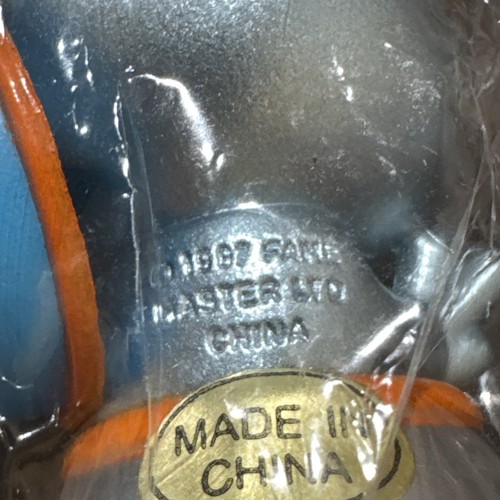 © 1997 FAME
MASTER LTD
CHINA
MADE IN
CHINA